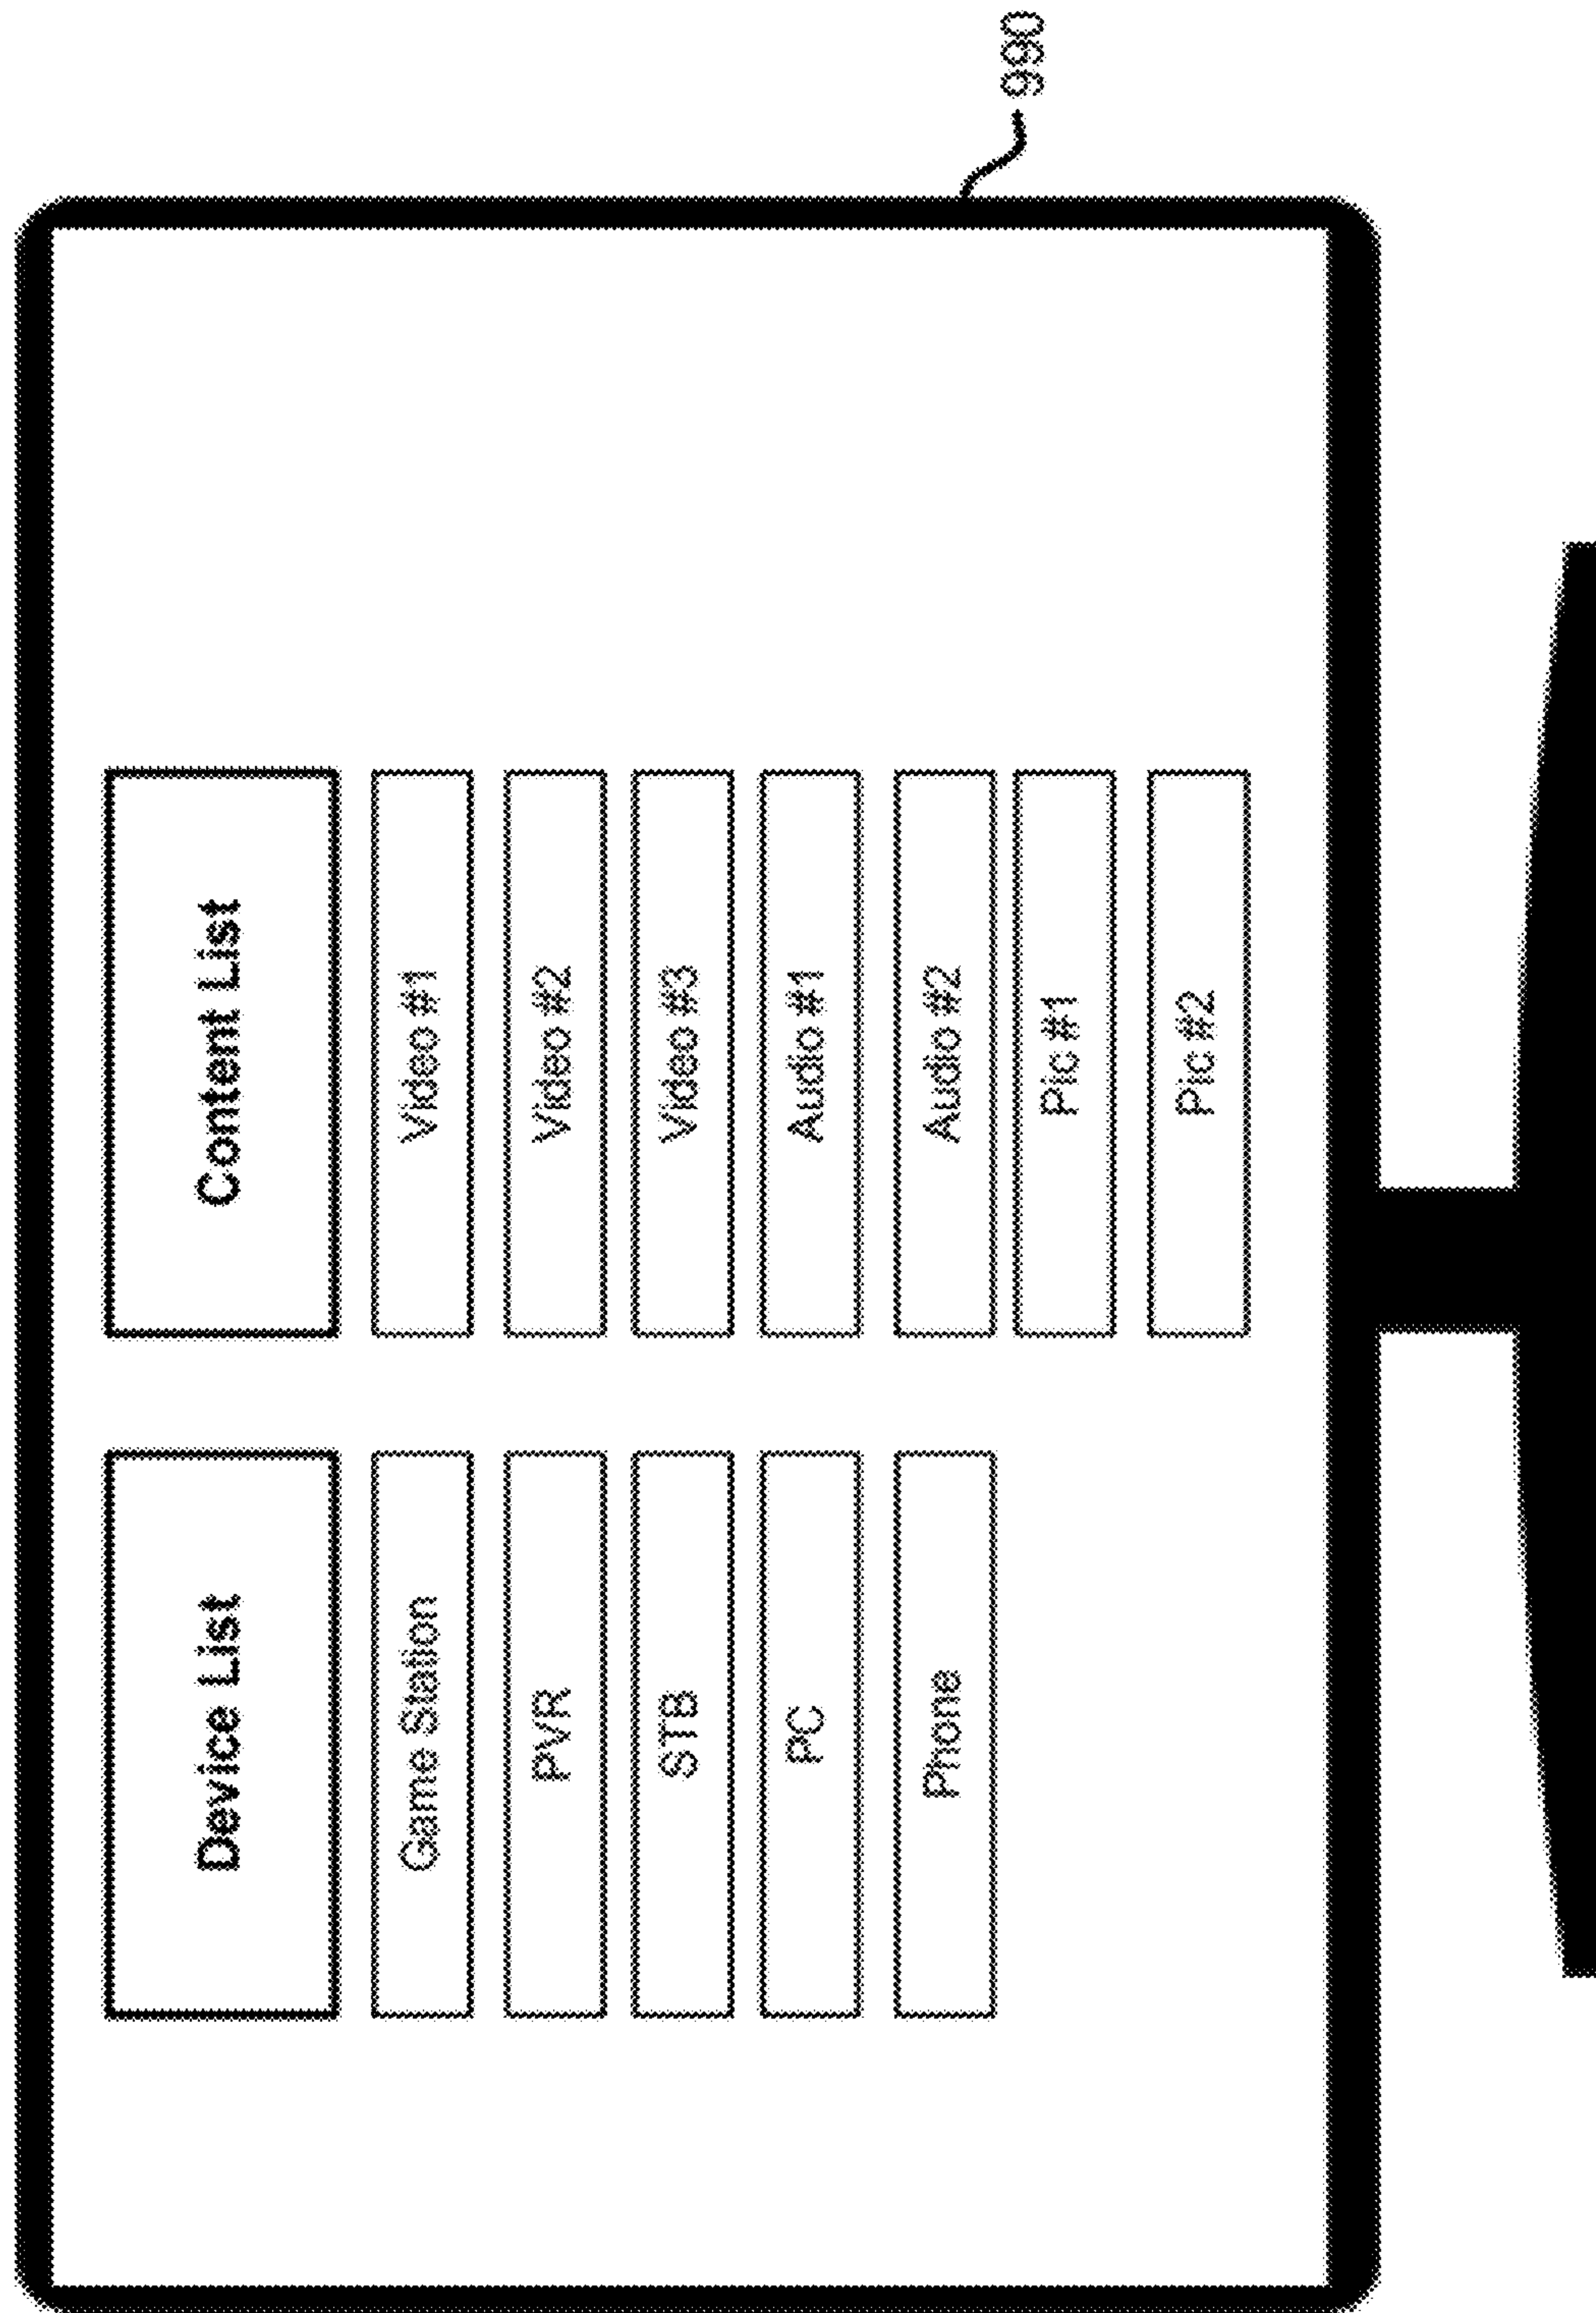 Device List
Game Station
PVR
STB
PC
Phone
Content List
Video #1
Video #2
Video #3
Audio #1
Audio #2
Pic #1
Pic #2
990